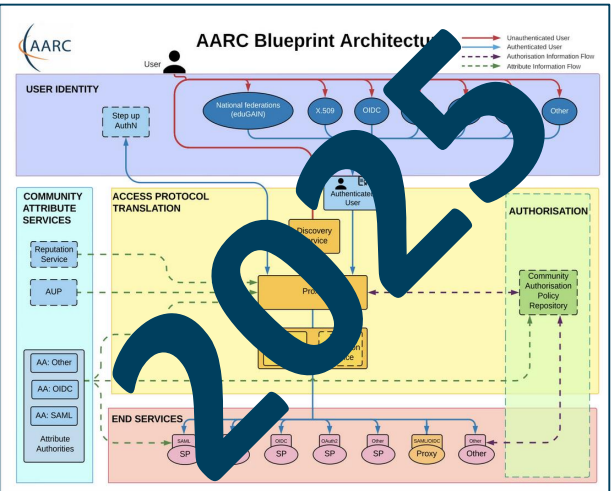 AARC
AARC Blueprint Architectu
Unauthenticated User
Authenticated User
Authorisation Information Flow
Attribute Information Flow
User
USER IDENTITY
Step up
AuthN
National federations
(eduGAIN)
X.509
OIDC
Other
COMMUNITY
ATTRIBUTE
SERVICES
ACCESS PROTOCOL
TRANSLATION
Authenticated
User
AUTHORISATION
Discovery
Reputation
Service
AUP
Community
Authorisation
Policy
Repository
AA: Other
AA: OIDC
AA: SAML
Attribute
Authorities
END SERVICES
SAML
OIDC
OAuth2
Other
SAML/OIDC
Other
SP
SP
SP
SP
Proxy
Other
2025